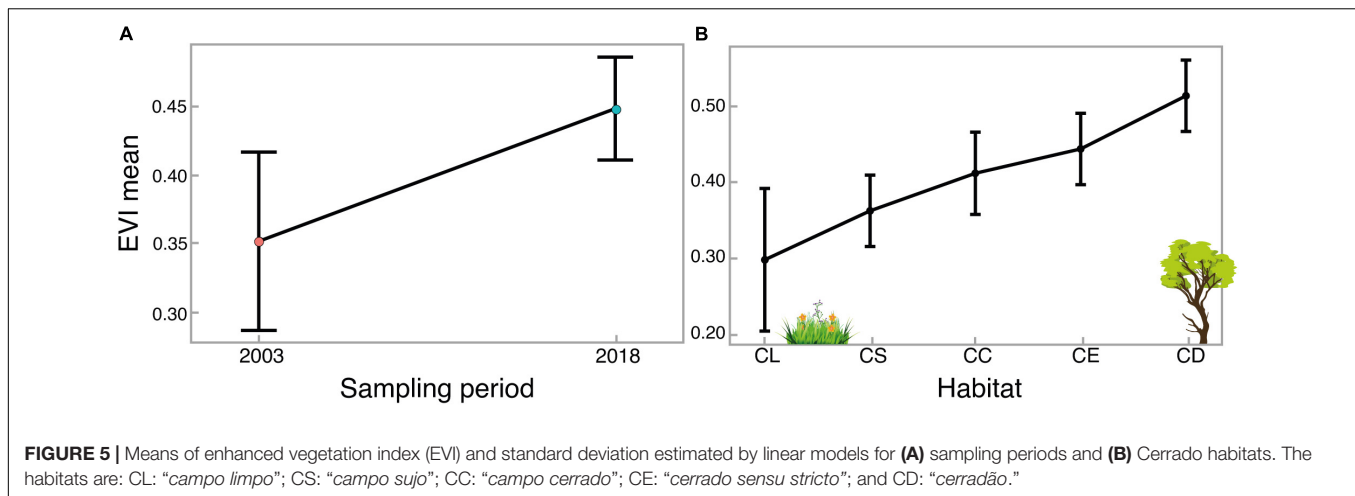 A
EVI mean
0.45
0.40
0.35
0.30
2003
2018
Sampling period
B
0.50
0.40
0.30
0.20
CL
CS
CC
CE
CD
Habitat
FIGURE 5 | Means of enhanced vegetation index (EVI) and standard deviation estimated by linear models for (A) sampling periods and (B) Cerrado habitats. The
habitats are: CL: “campo limpo”; CS: “campo sujo”; CC: “campo cerrado”; CE: “cerrado sensu stricto”; and CD: “cerradão.”